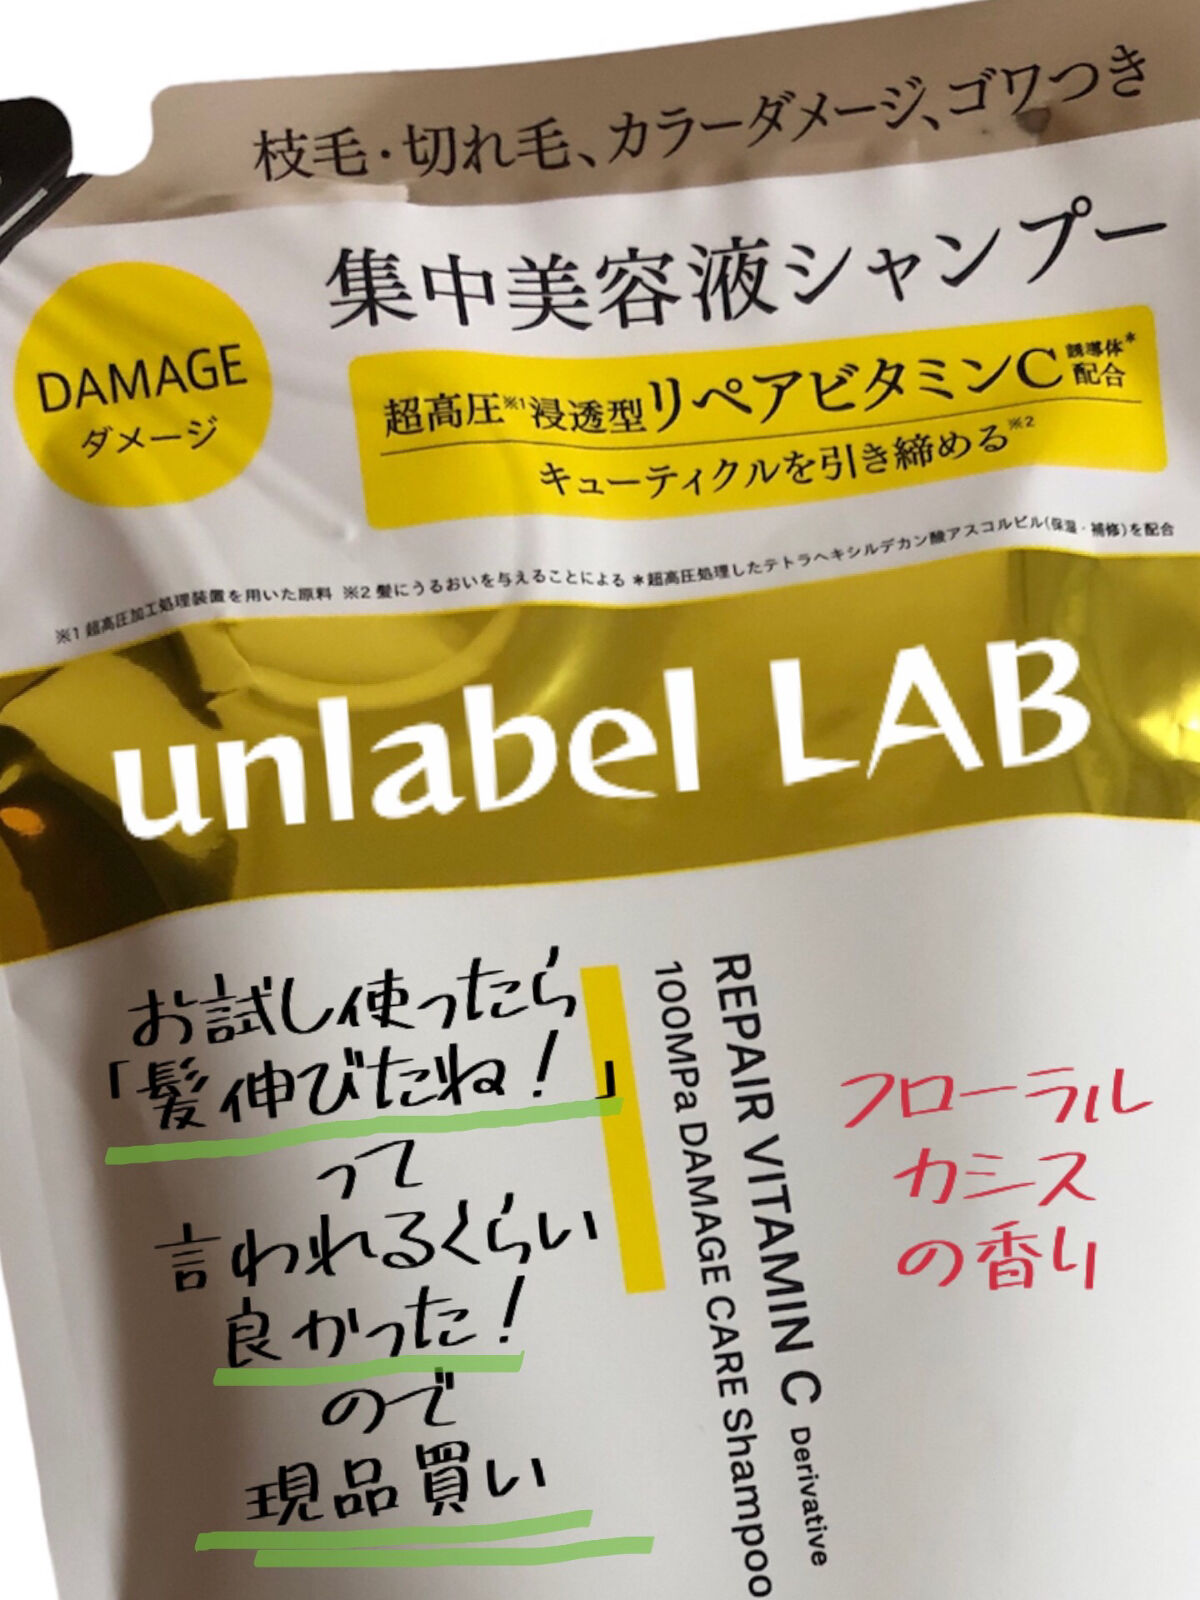 枝毛・切れ毛、カラーダメージ、ゴワつき
集中美容液シャンプー
DAMAGE
ダメージ
超高圧※1浸透型リペアビタミンC誘導体*配合
キューティクルを引き締める※2
※1 超高圧加工処理装置を用いた原料 ※2 髪にうるおいを与えることによる *超高圧処理したテトラヘキシルデカン酸アスコルビル(保湿・補修)を配合
unlabel LAB
お試し使ったら
「髪伸びたね!」
って
言われるくらい
良かった!
ので
現品買い
REPAIR VITAMIN C Derivative
100MPa DAMAGE CARE Shampoo
フローラル
カシス
の香り